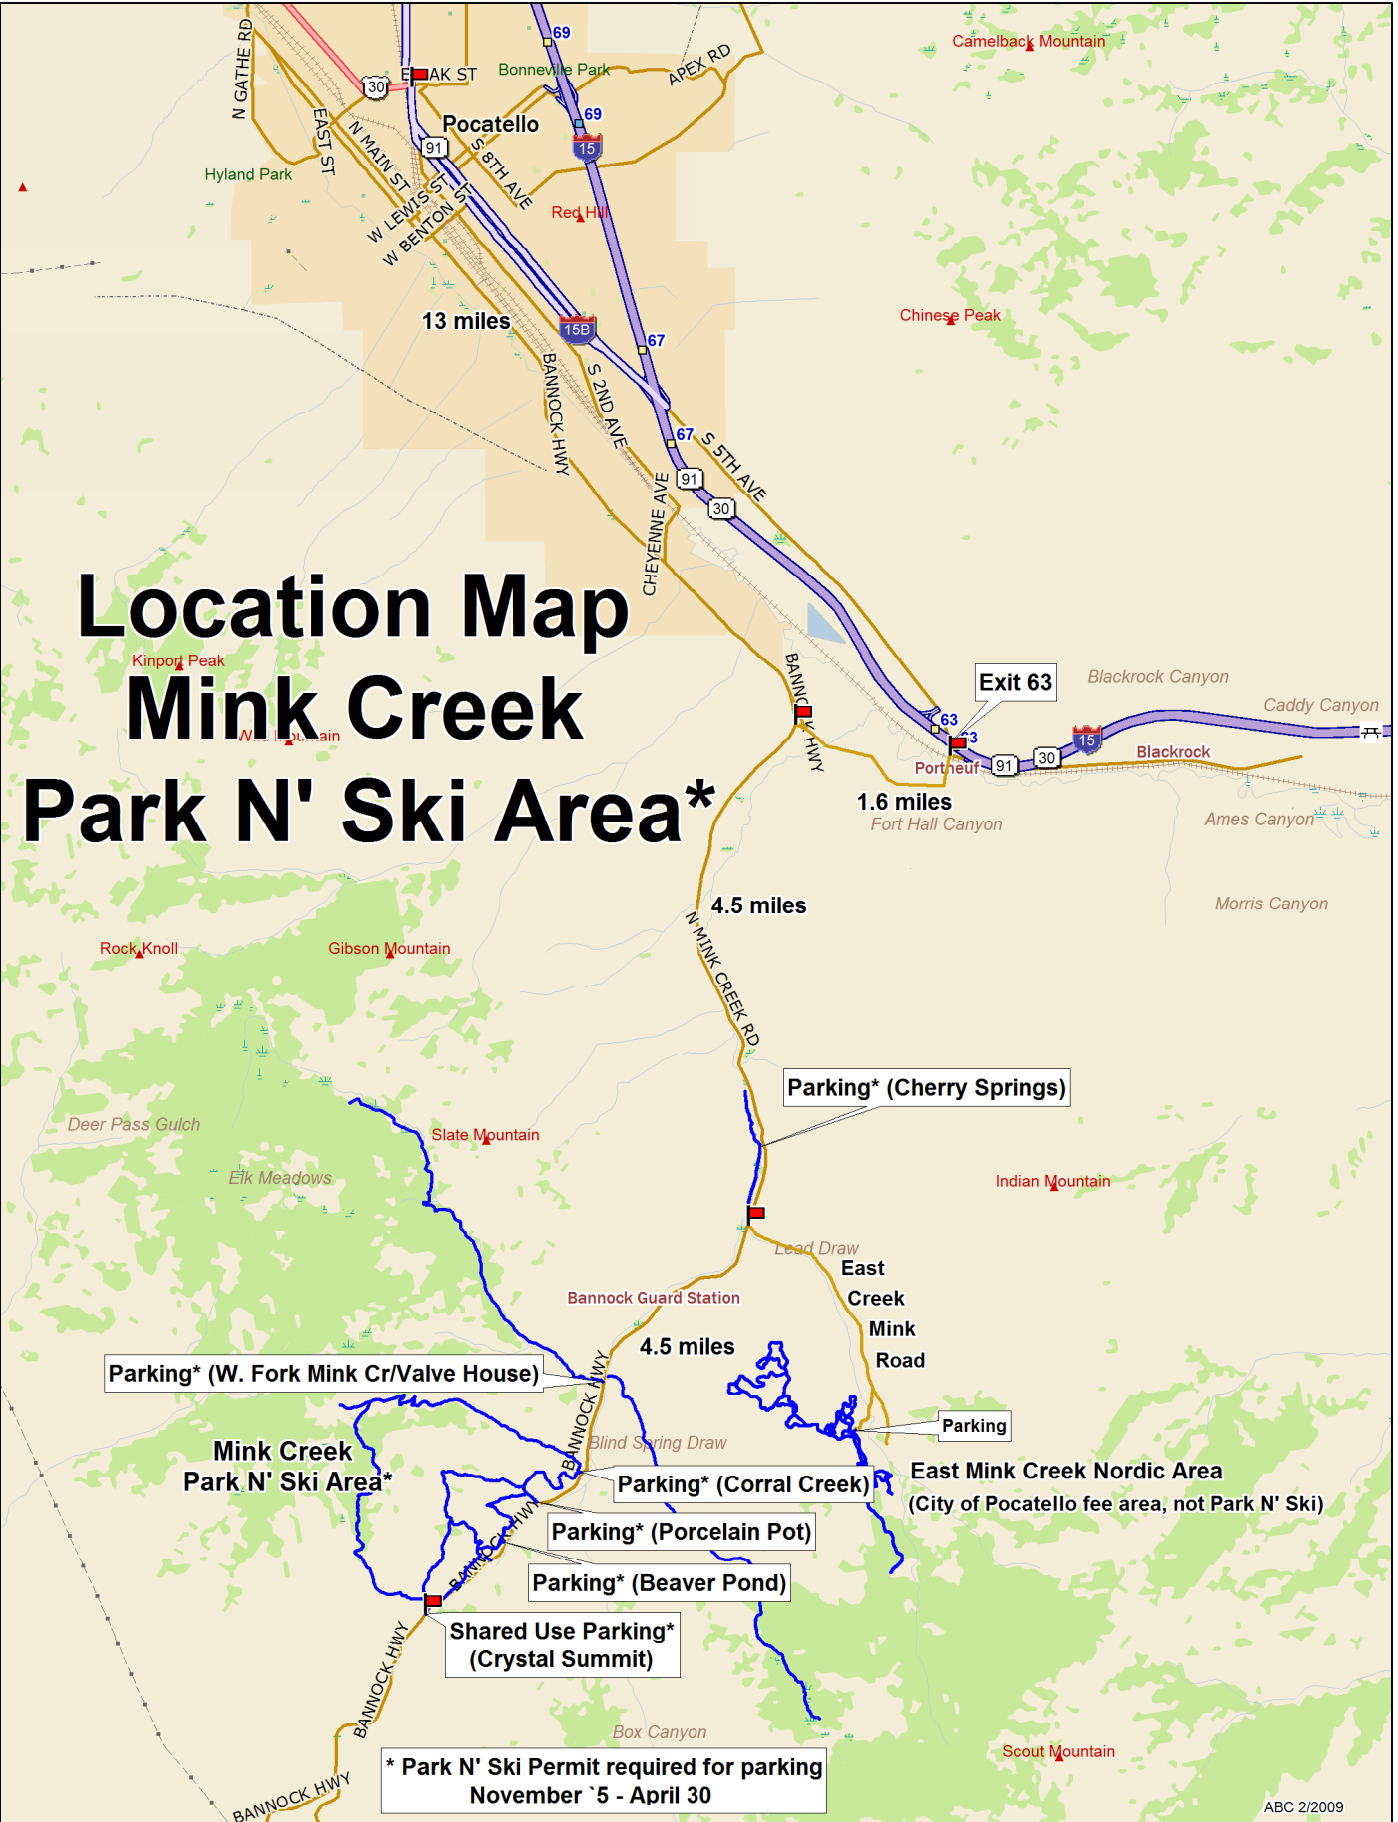 69
Camelback Mountain
N GATHE RD
Bonneville Park
APEX RD
30
AK ST
69
Pocatello
EAST ST
N MAIN ST
91
S 8TH AVE
15
Hyland Park
W LEWIS ST
W BENTON ST
Red Hill
13 miles
15B
Chinese Peak
67
BANNOCK HWY
S 2ND AVE
67
S 5TH AVE
91
30
CHEYENNE AVE
Location Map
Kinport Peak
Mink Creek
Park N' Ski Area*
BANNOCK HWY
Exit 63
Blackrock Canyon
Caddy Canyon
63
63
15
Portneuf
91
30
Blackrock
1.6 miles
Fort Hall Canyon
Ames Canyon
4.5 miles
Morris Canyon
N MINK CREEK RD
Rock Knoll
Gibson Mountain
Parking* (Cherry Springs)
Deer Pass Gulch
Slate Mountain
Elk Meadows
Indian Mountain
Lead Draw
East
Creek
Mink
Road
Bannock Guard Station
4.5 miles
Parking* (W. Fork Mink Cr/Valve House)
BANNOCK HWY
Parking
Blind Spring Draw
Mink Creek
Park N' Ski Area*
East Mink Creek Nordic Area
(City of Pocatello fee area, not Park N' Ski)
Parking* (Corral Creek)
Parking* (Porcelain Pot)
BANNOCK HWY
Parking* (Beaver Pond)
Shared Use Parking*
(Crystal Summit)
BANNOCK HWY
Box Canyon
Scout Mountain
* Park N' Ski Permit required for parking
November `5 - April 30
BANNOCK HWY
ABC 2/2009